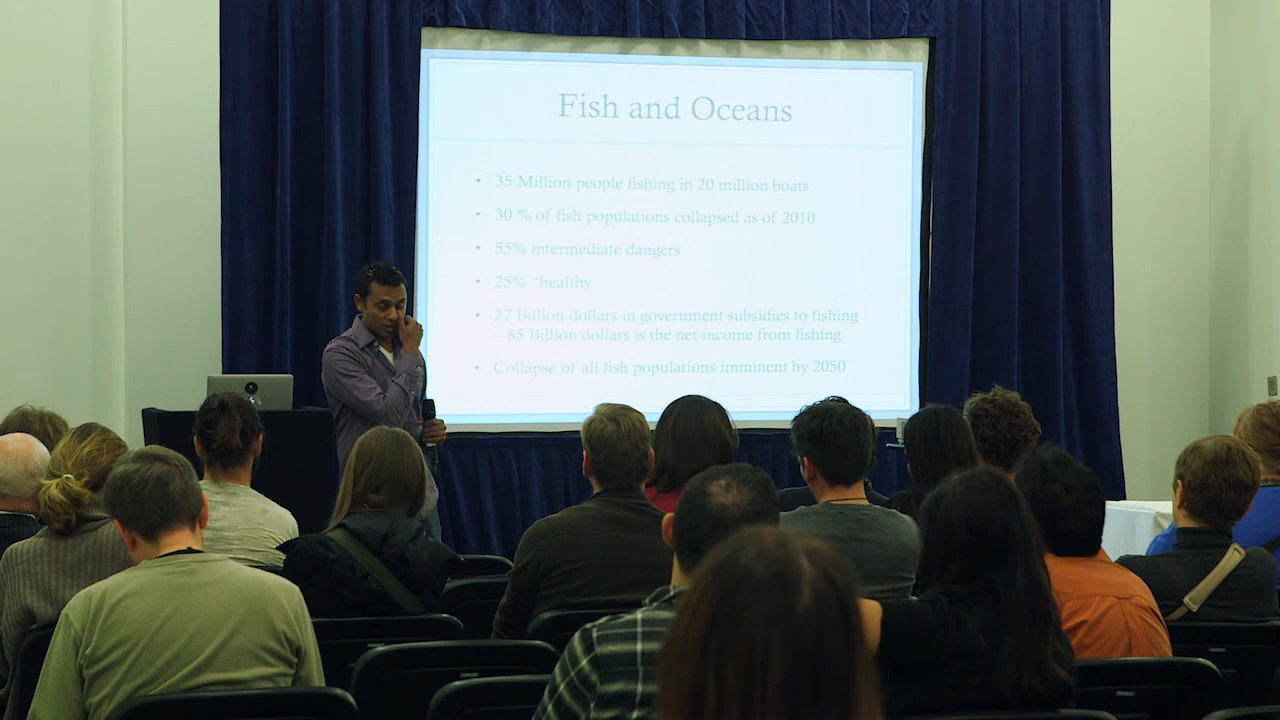 Fish and Oceans
• 35 Million people fishing in 20 million boats
• 30 % of fish populations collapsed as of 2010
• 55% intermediate dangers
• 25% “healthy
• 27 Billion dollars in government subsidies to fishing
– 85 Billion dollars is the net income from fishing
• Collapse of all fish populations imminent by 2050